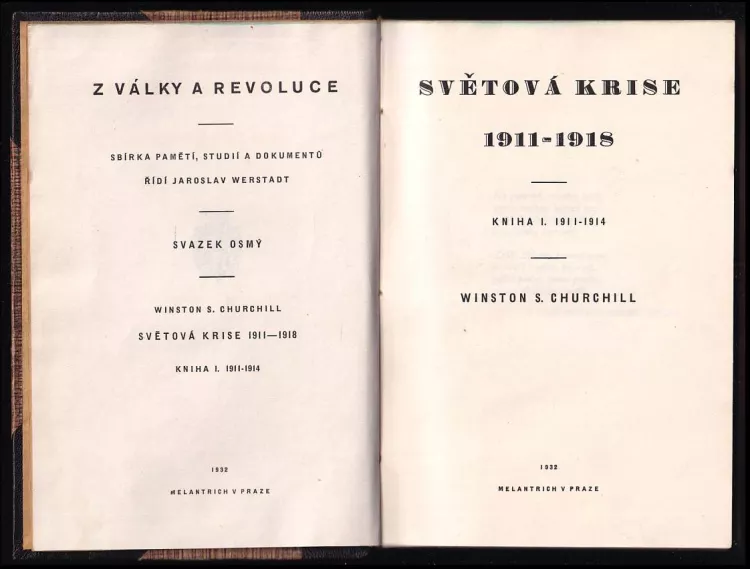 Z VÁLKY A REVOLUCE
SBÍRKA PAMĚTÍ, STUDIÍ A DOKUMENTŮ
ŘÍDÍ JAROSLAV WERSTADT
SVAZEK OSMÝ
WINSTON S. CHURCHILL
SVĚTOVÁ KRISE 1911—1918
KNIHA I. 1911-1914
1932
MELANTRICH V PRAZE
SVĚTOVÁ KRISE
1911-1918
KNIHA I. 1911-1914
WINSTON S. CHURCHILL
1932
MELANTRICH V PRAZE